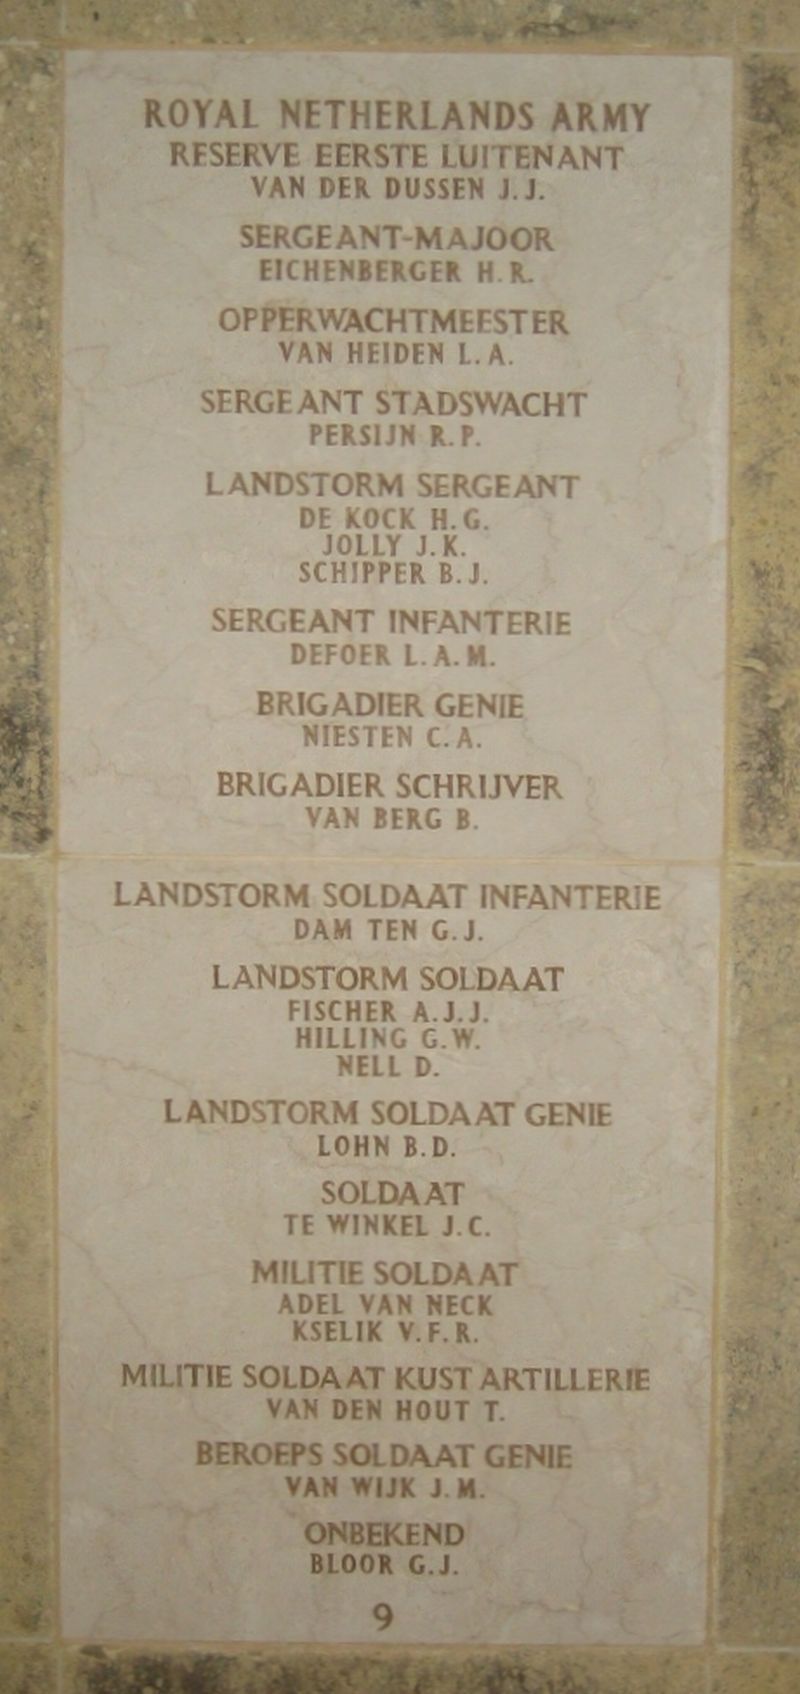 ROYAL NETHERLANDS ARMY
RESERVE EERSTE LUITENANT
VAN DER DUSSEN J.J.
SERGEANT-MAJOOR
EICHENBERGER H.R.
OPPERWACHTMEESTER
VAN HEIDEN L.A.
SERGEANT STADSWACHT
PERSIJN R.P.
LANDSTORM SERGEANT
DE KOCK H.G.
JOLLY J.K.
SCHIPPER B.J.
SERGEANT INFANTERIE
DEFOER L.A.M.
BRIGADIER GENIE
NIESTEN C.A.
BRIGADIER SCHRIJVER
VAN BERG B.
LANDSTORM SOLDAAT INFANTERIE
DAM TEN G.J.
LANDSTORM SOLDAAT
FISCHER A.J.J.
HILLING G.W.
NELL D.
LANDSTORM SOLDAAT GENIE
LOHN B.D.
SOLDAAT
TE WINKEL J.C.
MILITIE SOLDAAT
ADEL VAN NECK
KSELIK V.F.R.
MILITIE SOLDAAT KUST ARTILLERIE
VAN DEN HOUT T.
BEROEPS SOLDAAT GENIE
VAN WIJK J.M.
ONBEKEND
BLOOR G.J.
9